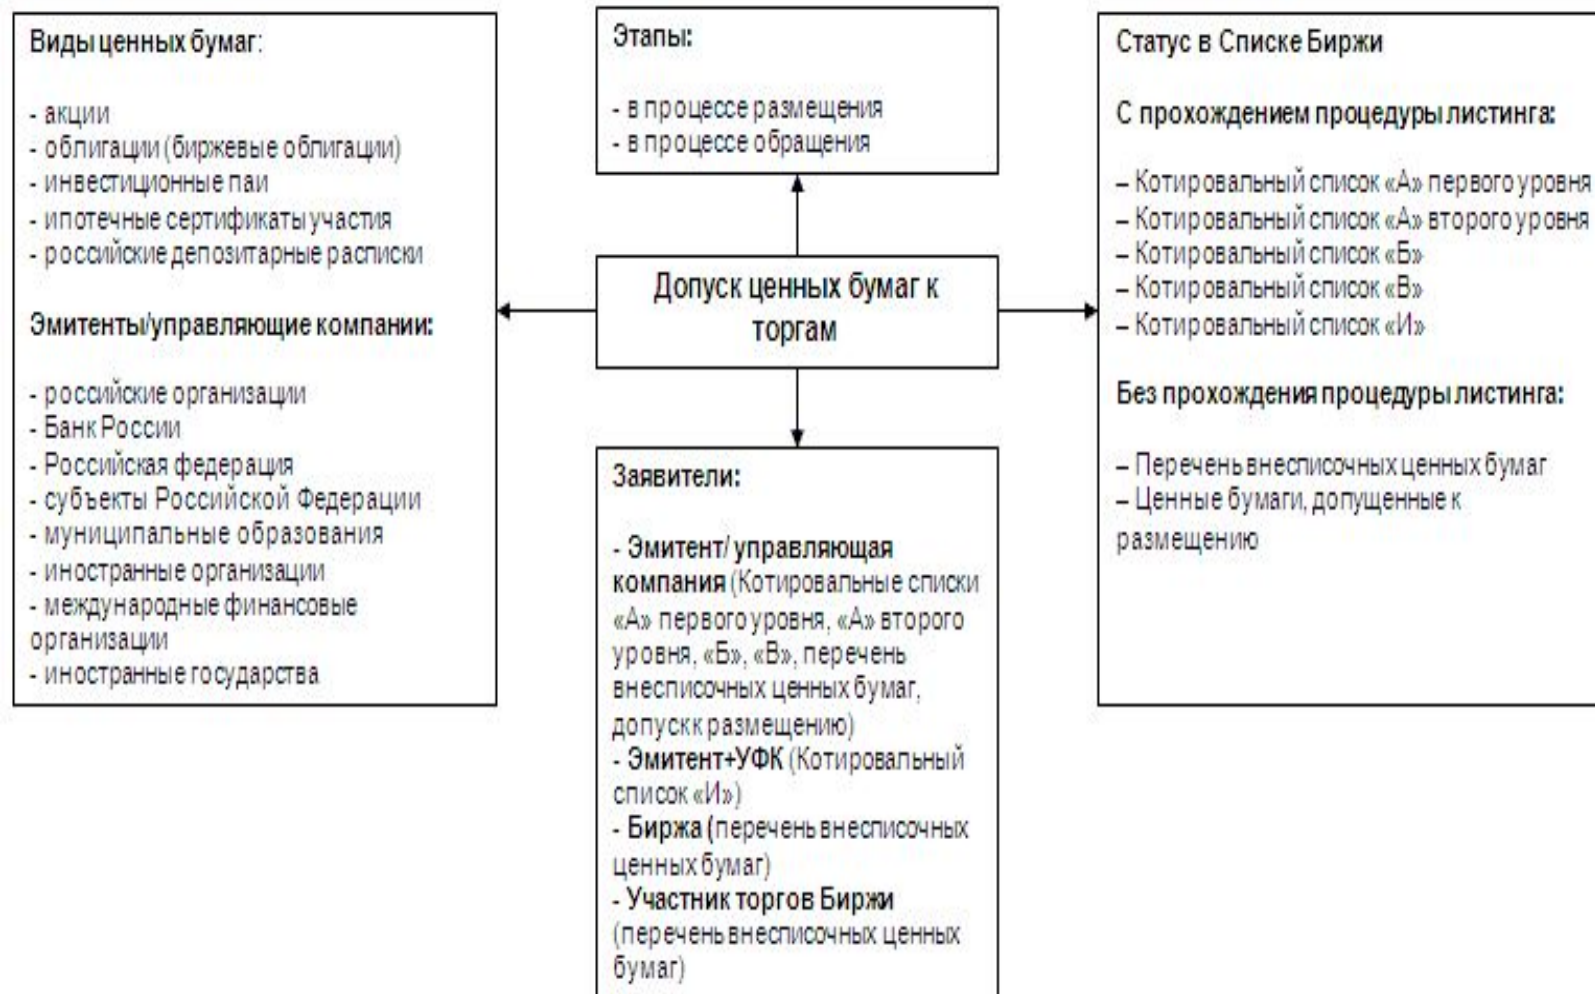 Виды ценных бумаг:
- акции
- облигации (биржевые облигации)
- инвестиционные паи
- ипотечные сертификаты участия
- российские депозитарные расписки
Эмитенты/управляющие компании:
- российские организации
- Банк России
- Российская федерация
- субъекты Российской Федерации
- муниципальные образования
- иностранные организации
- международные финансовые
организации
- иностранные государства
Этапы:
- в процессе размещения
- в процессе обращения
Допуск ценных бумаг к
торгам
Заявители:
- Эмитент/ управляющая
компания (Котировальные списки
«А» первого уровня, «А» второго
уровня, «Б», «В», перечень
внесписочных ценных бумаг,
допуск к размещению)
- Эмитент+УФК (Котировальный
список «И»)
- Биржа (перечень внесписочных
ценных бумаг)
- Участник торгов Биржи
(перечень внесписочных ценных
бумаг)
Статус в Списке Биржи
С прохождением процедуры листинга:
– Котировальный список «А» первого уровня
– Котировальный список «А» второго уровня
– Котировальный список «Б»
– Котировальный список «В»
– Котировальный список «И»
Без прохождения процедуры листинга:
– Перечень внесписочных ценных бумаг
– Ценные бумаги, допущенные к
размещению